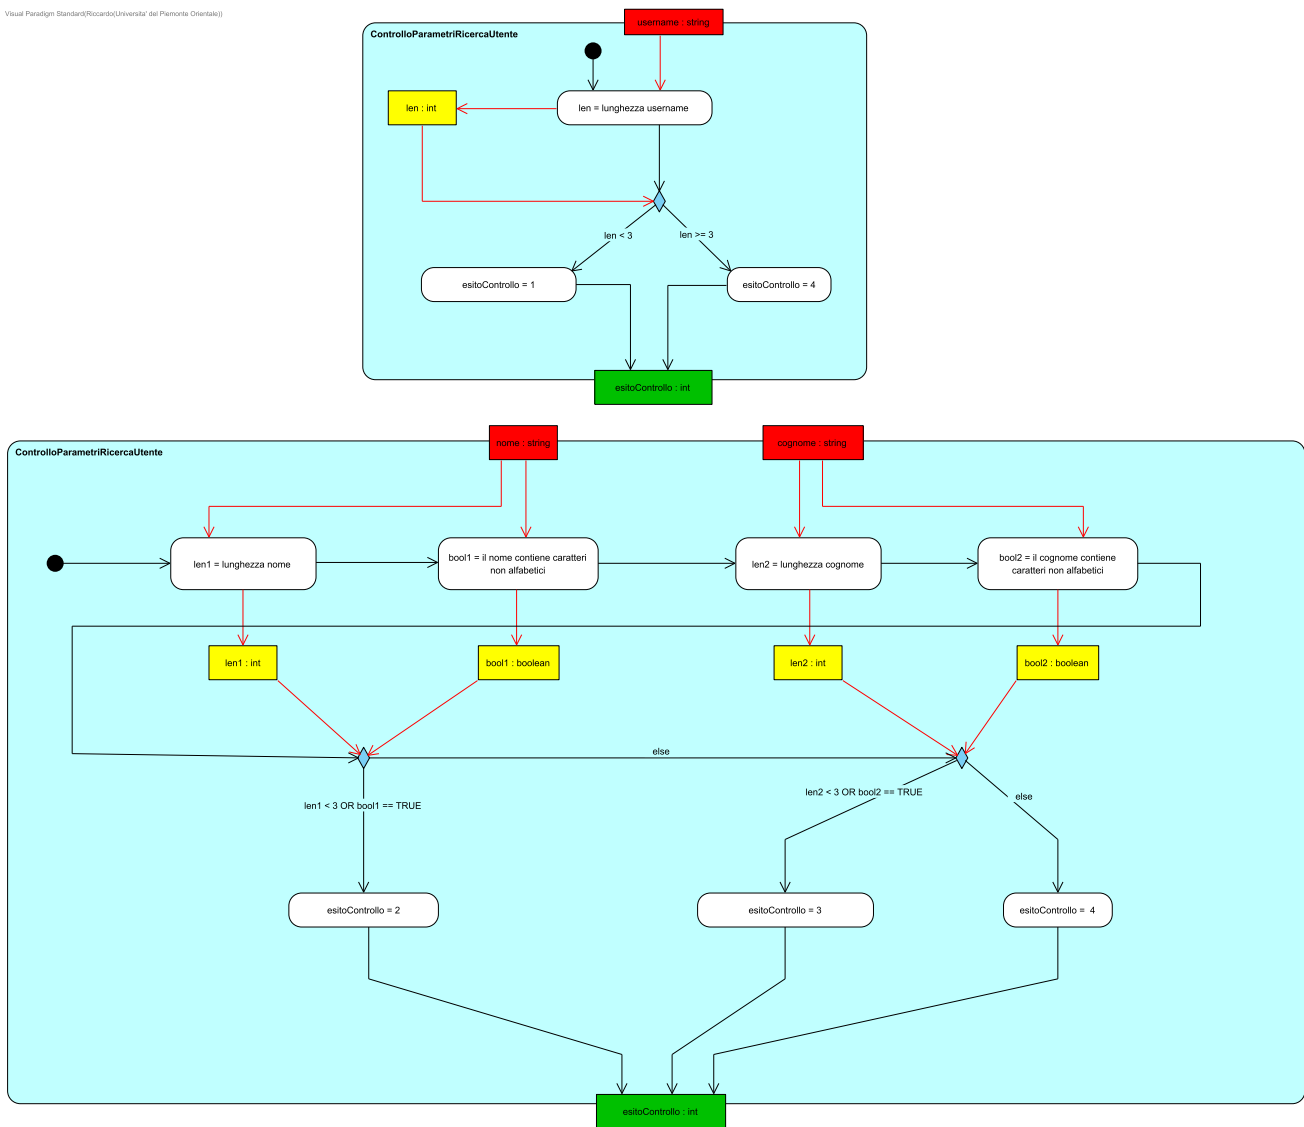 Visual Paradigm Standard(Riccardo(Universita' del Piemonte Orientale))
username : string
ControlloParametriRicercaUtente
len : int
len = lunghezza username
len < 3
len >= 3
esitoControllo = 1
esitoControllo = 4
esitoControllo : int
nome : string
cognome : string
ControlloParametriRicercaUtente
len1 = lunghezza nome
bool1 = il nome contiene caratteri
non alfabetici
len2 = lunghezza cognome
bool2 = il cognome contiene
caratteri non alfabetici
len1 : int
bool1 : boolean
len2 : int
bool2 : boolean
else
len1 < 3 OR bool1 == TRUE
len2 < 3 OR bool2 == TRUE
else
esitoControllo = 2
esitoControllo = 3
esitoControllo =  4
esitoControllo : int